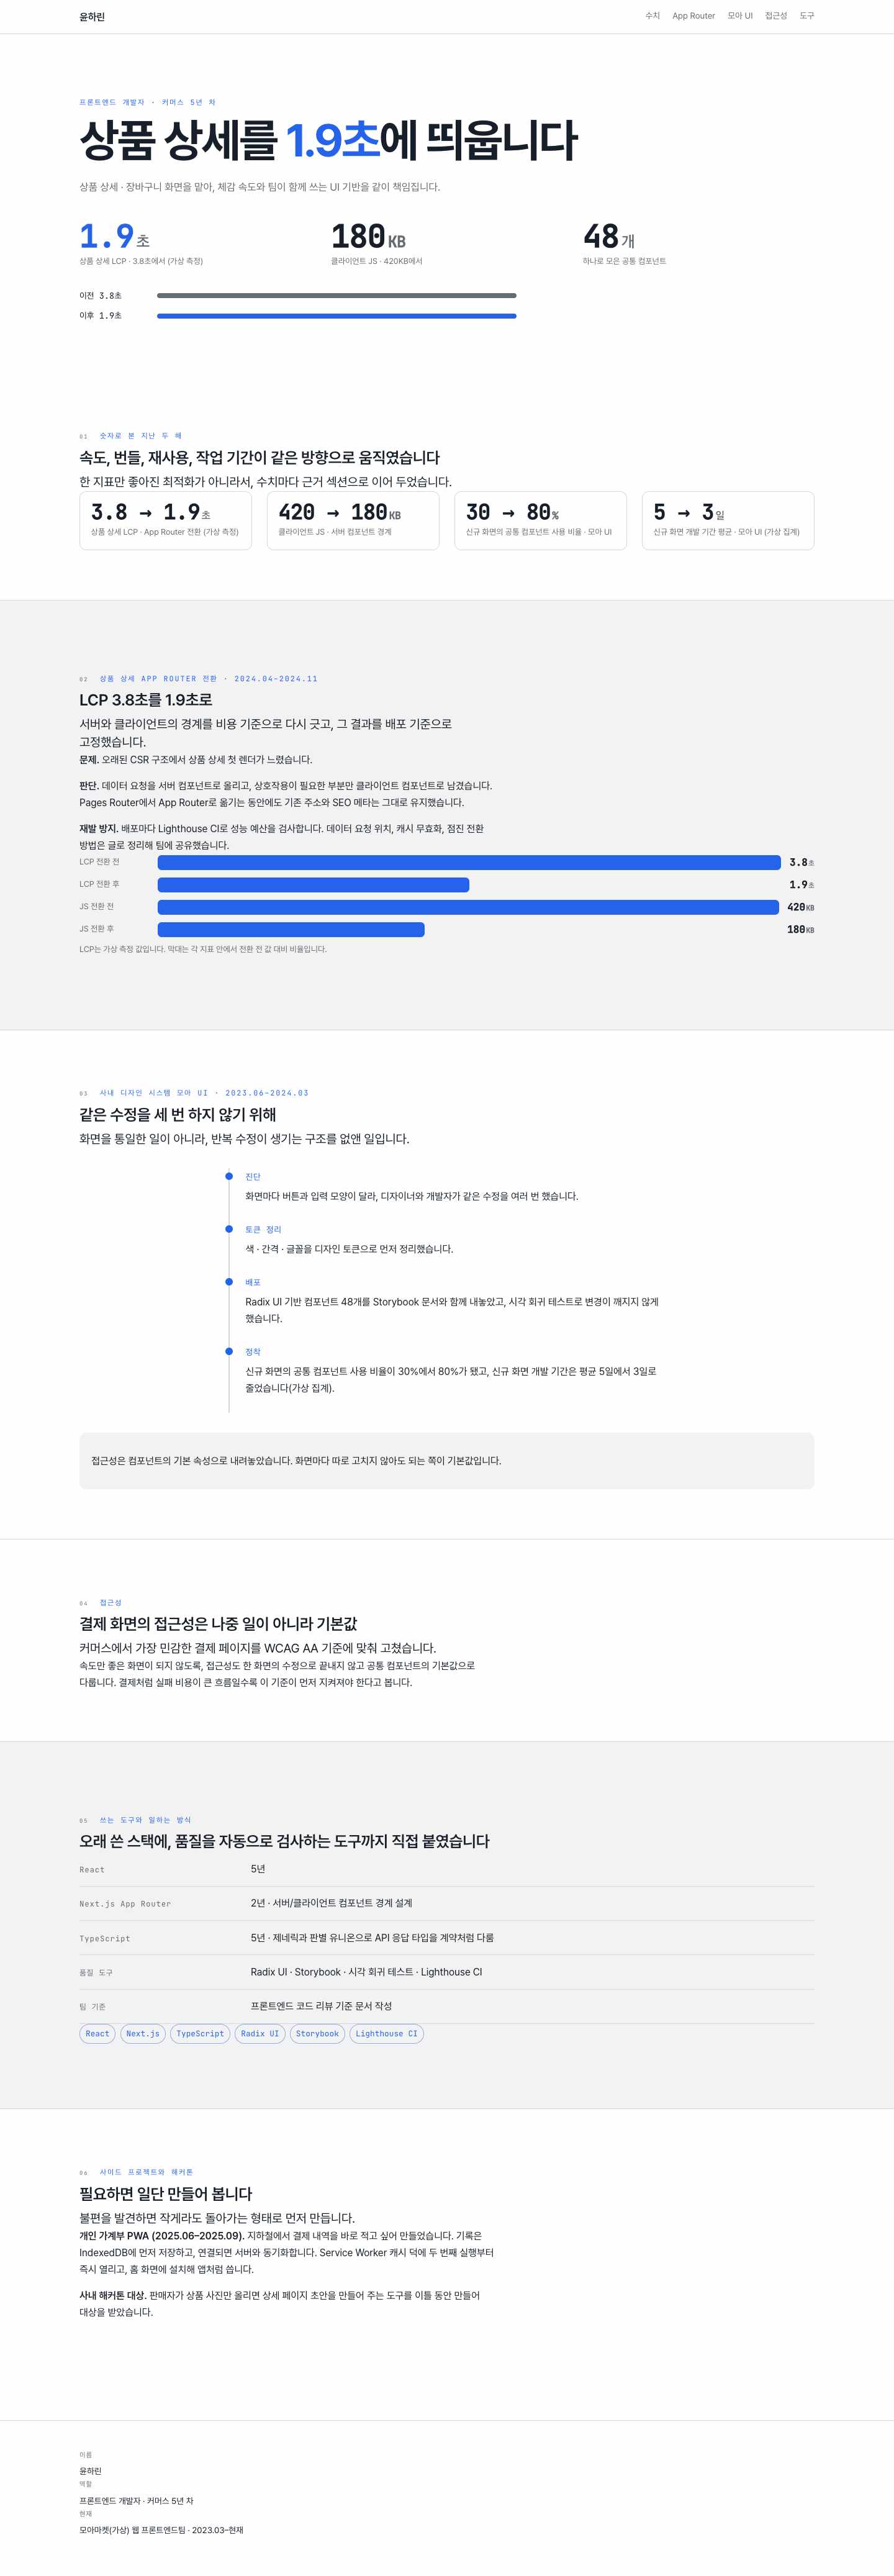 윤하린
수치 App Router 모아 UI 접근성 도구
프론트엔드 개발자 · 커머스 5년 차
상품 상세를 1.9초에 띄웁니다
상품 상세 · 장바구니 화면을 맡아, 체감 속도와 팀이 함께 쓰는 UI 기반을 같이 책임집니다.
1.9초
상품 상세 LCP · 3.8초에서 (가상 측정)
180KB
클라이언트 JS · 420KB에서
48개
하나로 모은 공통 컴포넌트
이전 3.8초
이후 1.9초
01 숫자로 본 지난 두 해
속도, 번들, 재사용, 작업 기간이 같은 방향으로 움직였습니다
한 지표만 좋아진 최적화가 아니라서, 수치마다 근거 섹션으로 이어 두었습니다.
3.8 → 1.9초
상품 상세 LCP · App Router 전환 (가상 측정)
420 → 180KB
클라이언트 JS · 서버 컴포넌트 경계
30 → 80%
신규 화면의 공통 컴포넌트 사용 비율 · 모아 UI
5 → 3일
신규 화면 개발 기간 평균 · 모아 UI (가상 집계)
02 상품 상세 APP ROUTER 전환 · 2024.04–2024.11
LCP 3.8초를 1.9초로
서버와 클라이언트의 경계를 비용 기준으로 다시 긋고, 그 결과를 배포 기준으로
고정했습니다.
문제. 오래된 CSR 구조에서 상품 상세 첫 렌더가 느렸습니다.
판단. 데이터 요청을 서버 컴포넌트로 올리고, 상호작용이 필요한 부분만 클라이언트 컴포넌트로 남겼습니다.
Pages Router에서 App Router로 옮기는 동안에도 기존 주소와 SEO 메타는 그대로 유지했습니다.
재발 방지. 배포마다 Lighthouse CI로 성능 예산을 검사합니다. 데이터 요청 위치, 캐시 무효화, 점진 전환
방법은 글로 정리해 팀에 공유했습니다.
LCP 전환 전 3.8초
LCP 전환 후 1.9초
JS 전환 전 420KB
JS 전환 후 180KB
LCP는 가상 측정 값입니다. 막대는 각 지표 안에서 전환 전 값 대비 비율입니다.
03 사내 디자인 시스템 모아 UI · 2023.06–2024.03
같은 수정을 세 번 하지 않기 위해
화면을 통일한 일이 아니라, 반복 수정이 생기는 구조를 없앤 일입니다.
진단
화면마다 버튼과 입력 모양이 달라, 디자이너와 개발자가 같은 수정을 여러 번 했습니다.
토큰 정리
색 · 간격 · 글꼴을 디자인 토큰으로 먼저 정리했습니다.
배포
Radix UI 기반 컴포넌트 48개를 Storybook 문서와 함께 내놓았고, 시각 회귀 테스트로 변경이 깨지지 않게
했습니다.
정착
신규 화면의 공통 컴포넌트 사용 비율이 30%에서 80%가 됐고, 신규 화면 개발 기간은 평균 5일에서 3일로
줄었습니다(가상 집계).
접근성은 컴포넌트의 기본 속성으로 내려놓았습니다. 화면마다 따로 고치지 않아도 되는 쪽이 기본값입니다.
04 접근성
결제 화면의 접근성은 나중 일이 아니라 기본값
커머스에서 가장 민감한 결제 페이지를 WCAG AA 기준에 맞춰 고쳤습니다.
속도만 좋은 화면이 되지 않도록, 접근성도 한 화면의 수정으로 끝내지 않고 공통 컴포넌트의 기본값으로
다룹니다. 결제처럼 실패 비용이 큰 흐름일수록 이 기준이 먼저 지켜져야 한다고 봅니다.
05 쓰는 도구와 일하는 방식
오래 쓴 스택에, 품질을 자동으로 검사하는 도구까지 직접 붙였습니다
React 5년
Next.js App Router 2년 · 서버/클라이언트 컴포넌트 경계 설계
TypeScript 5년 · 제네릭과 판별 유니온으로 API 응답 타입을 계약처럼 다룸
품질 도구 Radix UI · Storybook · 시각 회귀 테스트 · Lighthouse CI
팀 기준 프론트엔드 코드 리뷰 기준 문서 작성
React Next.js TypeScript Radix UI Storybook Lighthouse CI
06 사이드 프로젝트와 해커톤
필요하면 일단 만들어 봅니다
불편을 발견하면 작게라도 돌아가는 형태로 먼저 만듭니다.
개인 가계부 PWA (2025.06–2025.09). 지하철에서 결제 내역을 바로 적고 싶어 만들었습니다. 기록은
IndexedDB에 먼저 저장하고, 연결되면 서버와 동기화합니다. Service Worker 캐시 덕에 두 번째 실행부터
즉시 열리고, 홈 화면에 설치해 앱처럼 씁니다.
사내 해커톤 대상. 판매자가 상품 사진만 올리면 상세 페이지 초안을 만들어 주는 도구를 이틀 동안 만들어
대상을 받았습니다.
이름
윤하린
역할
프론트엔드 개발자 · 커머스 5년 차
현재
모아마켓(가상) 웹 프론트엔드팀 · 2023.03–현재